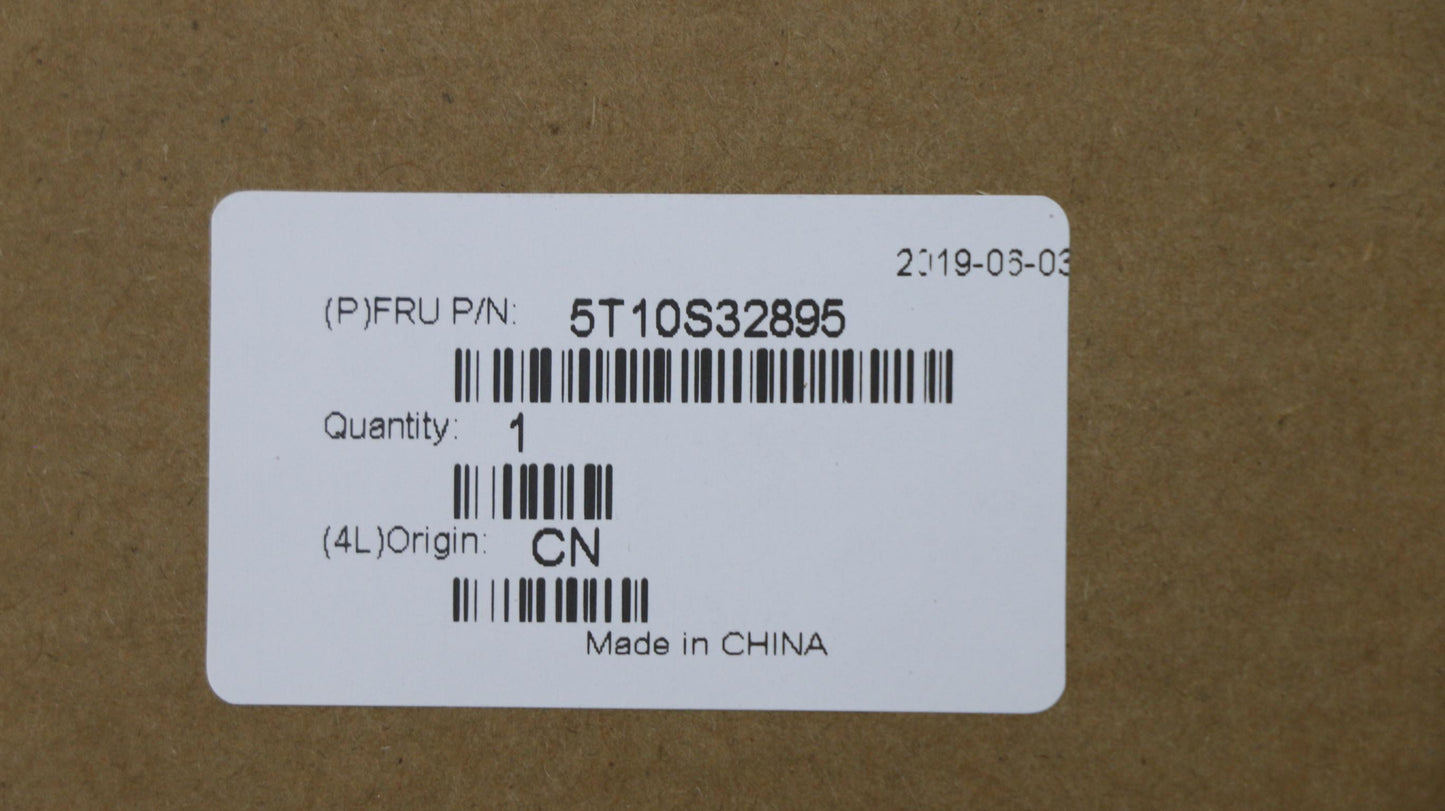 2019-06-03
(P)FRU P/N: 5T10S32895
Quantity: 1
(4L)Origin: CN
Made in CHINA